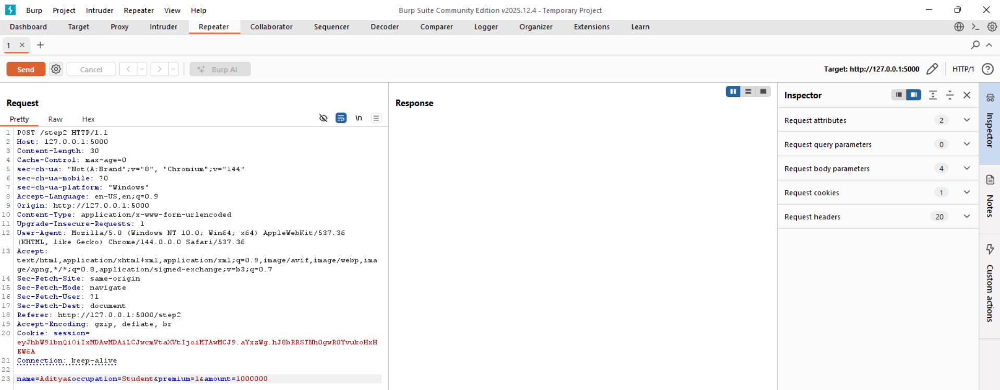 Burp Project Intruder Repeater View Help
Burp Suite Community Edition v2025.12.4 - Temporary Project
Dashboard Target Proxy Intruder Repeater Collaborator Sequencer Decoder Comparer Logger Organizer Extensions Learn
1
Send Cancel Burp AI
Target: http://127.0.0.1:5000 HTTP/1
Request
Pretty Raw Hex
\n
1 POST /step2 HTTP/1.1
2 Host: 127.0.0.1:5000
3 Content-Length: 30
4 Cache-Control: max-age=0
5 sec-ch-ua: "Not(A:Brand";v="8", "Chromium";v="144"
6 sec-ch-ua-mobile: ?0
7 sec-ch-ua-platform: "Windows"
8 Accept-Language: en-US,en;q=0.9
9 Origin: http://127.0.0.1:5000
10 Content-Type: application/x-www-form-urlencoded
11 Upgrade-Insecure-Requests: 1
12 User-Agent: Mozilla/5.0 (Windows NT 10.0; Win64; x64) AppleWebKit/537.36
(KHTML, like Gecko) Chrome/144.0.0.0 Safari/537.36
13 Accept:
text/html,application/xhtml+xml,application/xml;q=0.9,image/avif,image/webp,ima
ge/apng,*/*;q=0.8,application/signed-exchange;v=b3;q=0.7
14 Sec-Fetch-Site: same-origin
15 Sec-Fetch-Mode: navigate
16 Sec-Fetch-User: ?1
17 Sec-Fetch-Dest: document
18 Referer: http://127.0.0.1:5000/step2
19 Accept-Encoding: gzip, deflate, br
20 Cookie: session=
eyJhbW91bnQiOiIxMDAwMDAiLCJwcmVtaXVtIjoiMTAwMCJ9.aYxzWg.hJ8bRRSTNhOgwR0YvukoHxH
EW6A
21 Connection: keep-alive
22
23 name=Aditya&occupation=Student&premium=1&amount=1000000
Response
Inspector
Request attributes 2
Request query parameters 0
Request body parameters 4
Request cookies 1
Request headers 20
Inspector
Notes
Custom actions